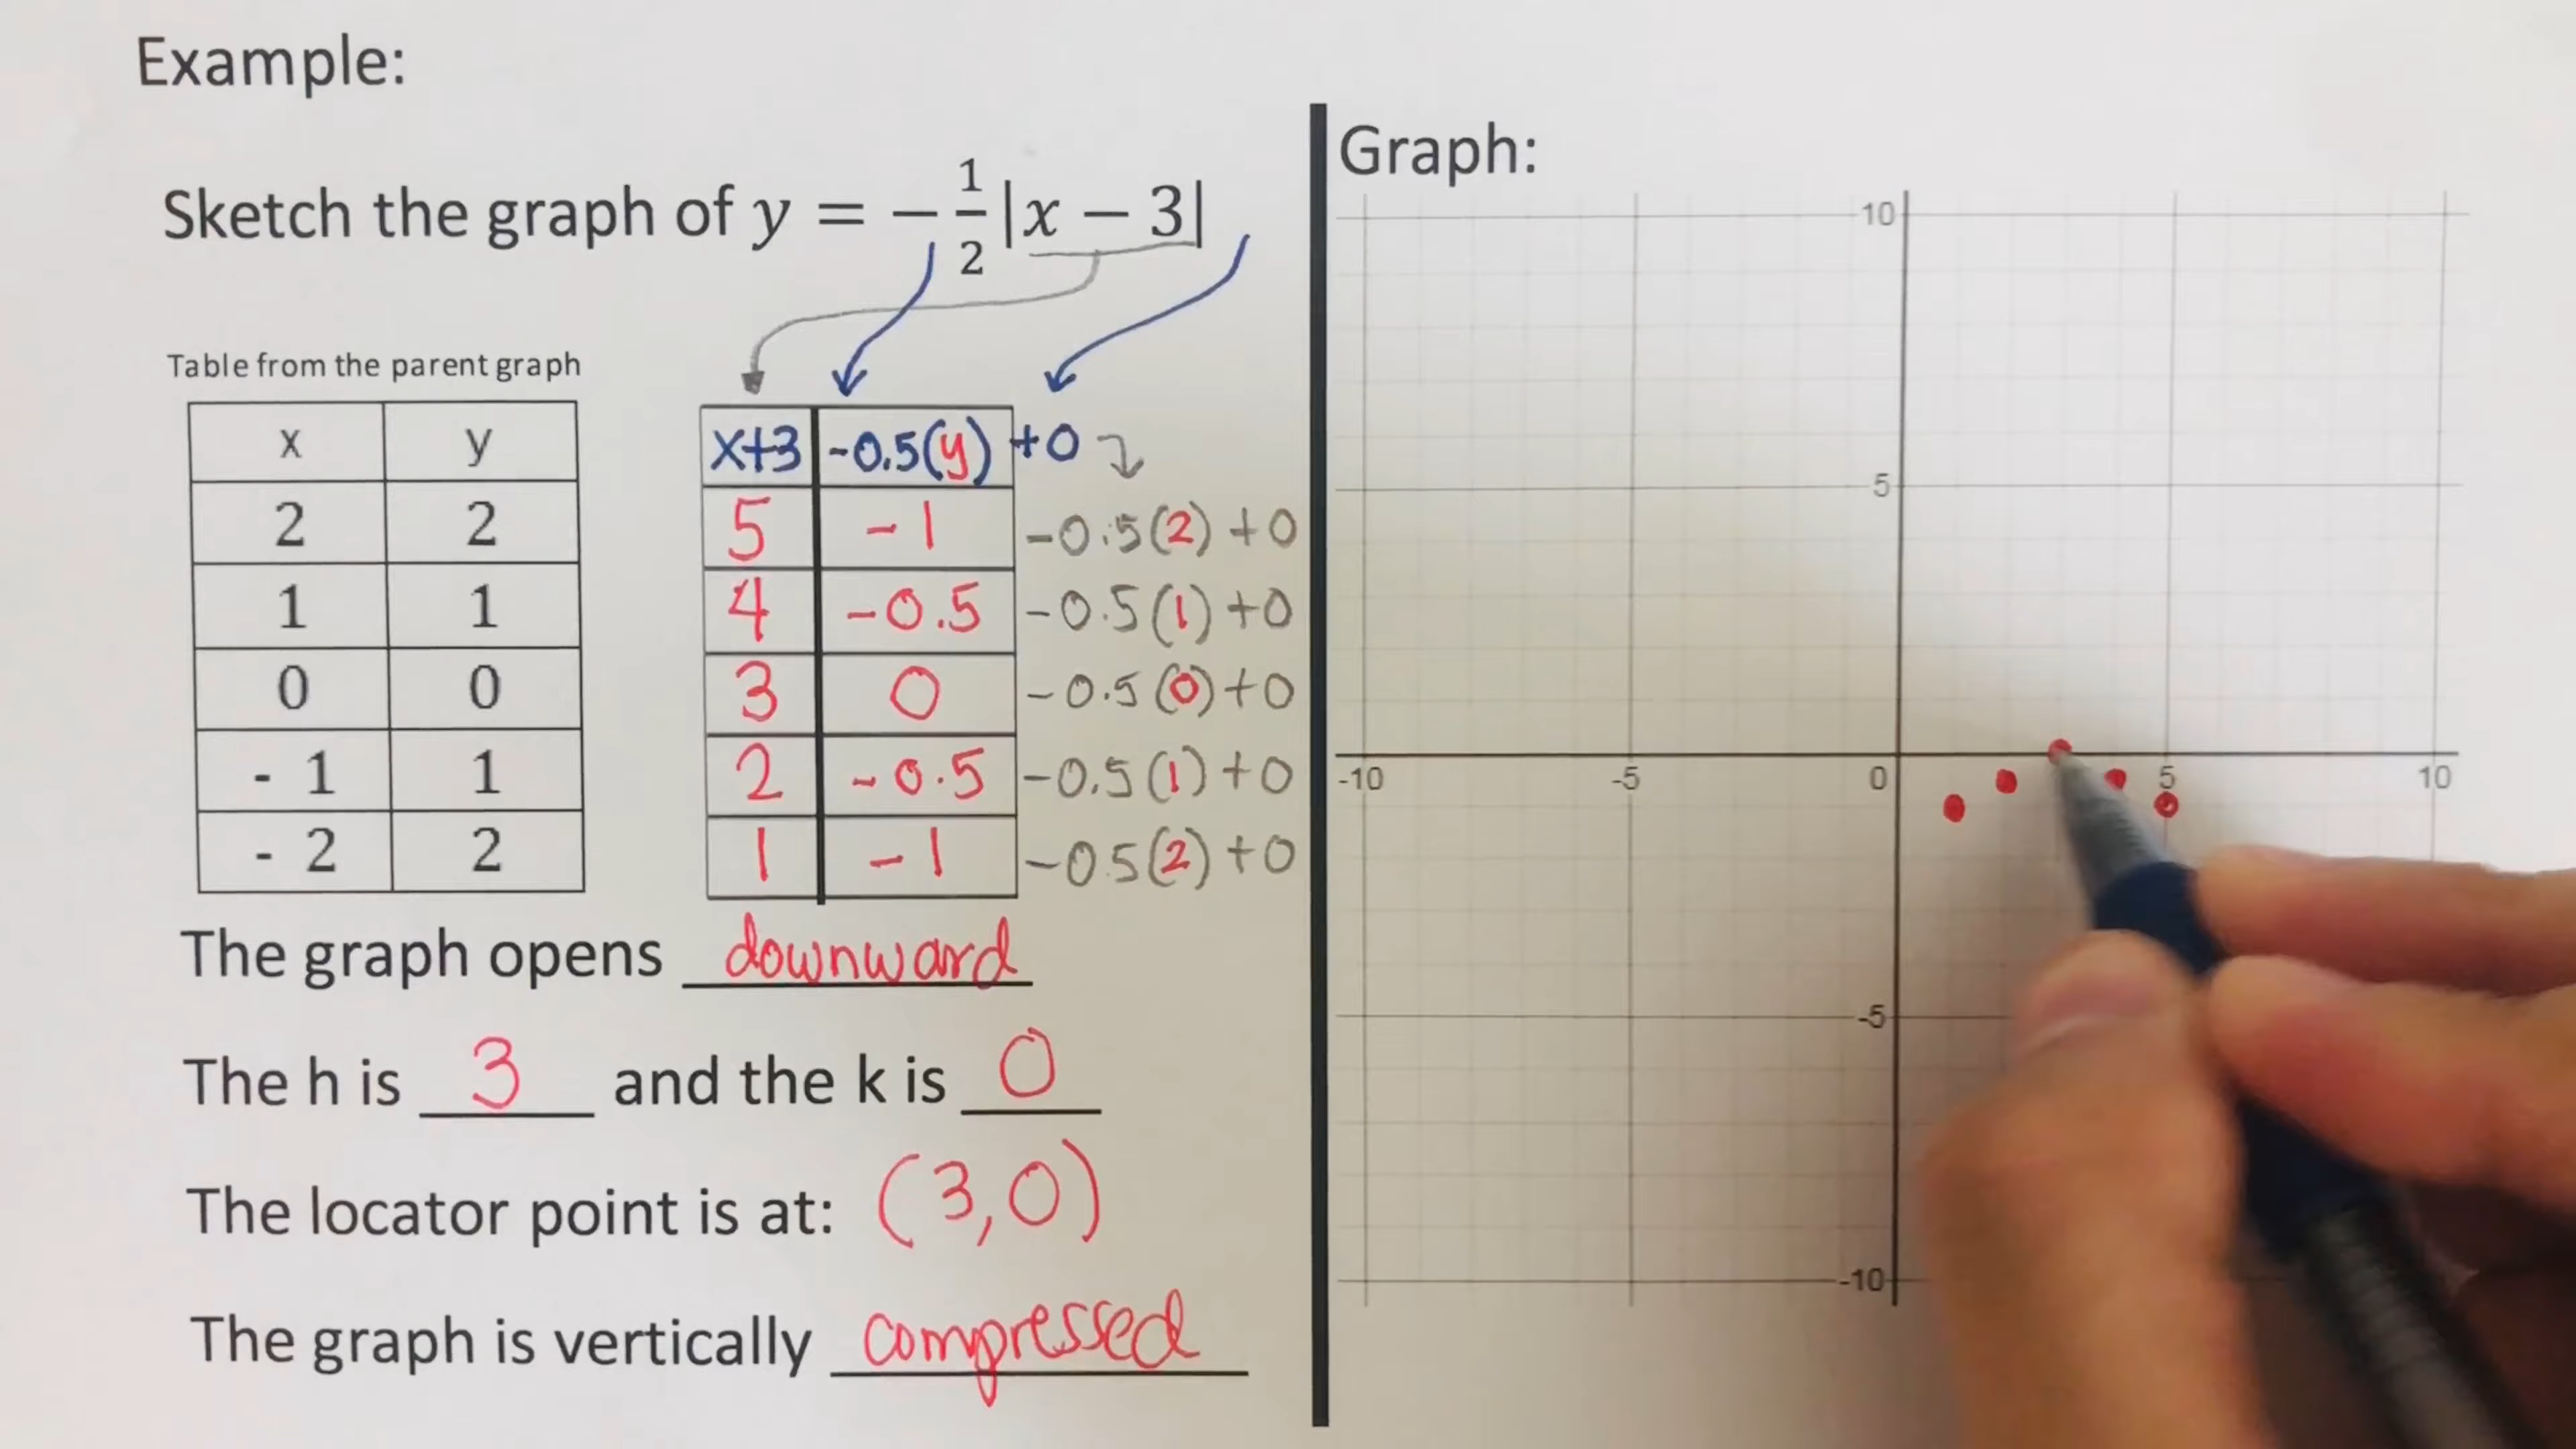 Example:
Sketch the graph of y = − 1/2 |x − 3|
Table from the parent graph
x y
2 2
1 1
0 0
- 1 1
- 2 2
x+3 -0.5(y) +0
5 -1 -0.5(2)+0
4 -0.5 -0.5(1)+0
3 0 -0.5(0)+0
2 -0.5 -0.5(1)+0
1 -1 -0.5(2)+0
The graph opens downward
The h is 3 and the k is 0
The locator point is at: (3,0)
The graph is vertically compressed
Graph:
10
5
-10 -5 0 5 10
-5
-10